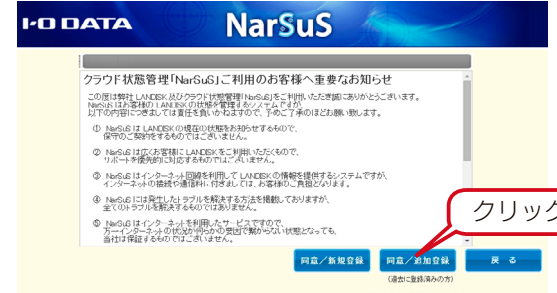 I-O DATA
NarSuS
クラウド状態管理「NarSuS」ご利用のお客様へ重要なお知らせ
この度は弊社 LANDISK 及びクラウド状態管理「NarSuS」をご利用いただき誠にありがとうございます。
NarSuS はお客様の LANDISK の状態を管理するシステムですが、
以下の内容につきましては責任を負いかねますので、予めご了承のほどお願い致します。
① NarSuS は LANDISK の現在の状態をお知らせするもので、
保守のご契約をするものではございません。
② NarSuS は広くお客様に LANDISK をご利用いただくもので、
リポートを優先的に対応するものではございません。
③ NarSuS はインターネット回線を利用して LANDISK の情報を提供するシステムですが、
インターネットの接続や通信料に付きましては、お客様のご負担となります。
④ NarSuS には発生したトラブルを解決する方法を掲載しておりますが、
全てのトラブルを解決するものではありません。
⑤ NarSuS はインターネットを利用したサービスですので、
万一インターネットの状況が何らかの要因で繋がらない状態となっても、
当社は保証するものではございません。
クリック
同意／新規登録
同意／追加登録
戻る
(過去に登録済みの方)